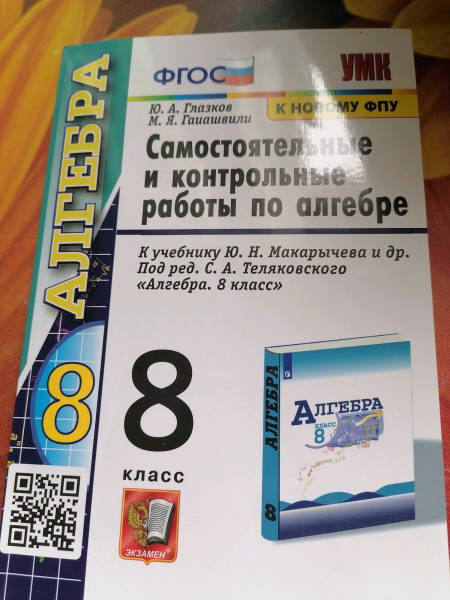 ФГОС
УМК
Ю. А. Глазков
М. Я. Гаиашвили
К НОВОМУ ФПУ
Самостоятельные
и контрольные
работы по алгебре
К учебнику Ю. Н. Макарычева и др.
Под ред. С. А. Теляковского
«Алгебра. 8 класс»
АЛГЕБРА
8
8
класс
ЭКЗАМЕН
АЛГЕБРА
8
АЛГЕБРА
КЛАСС
8